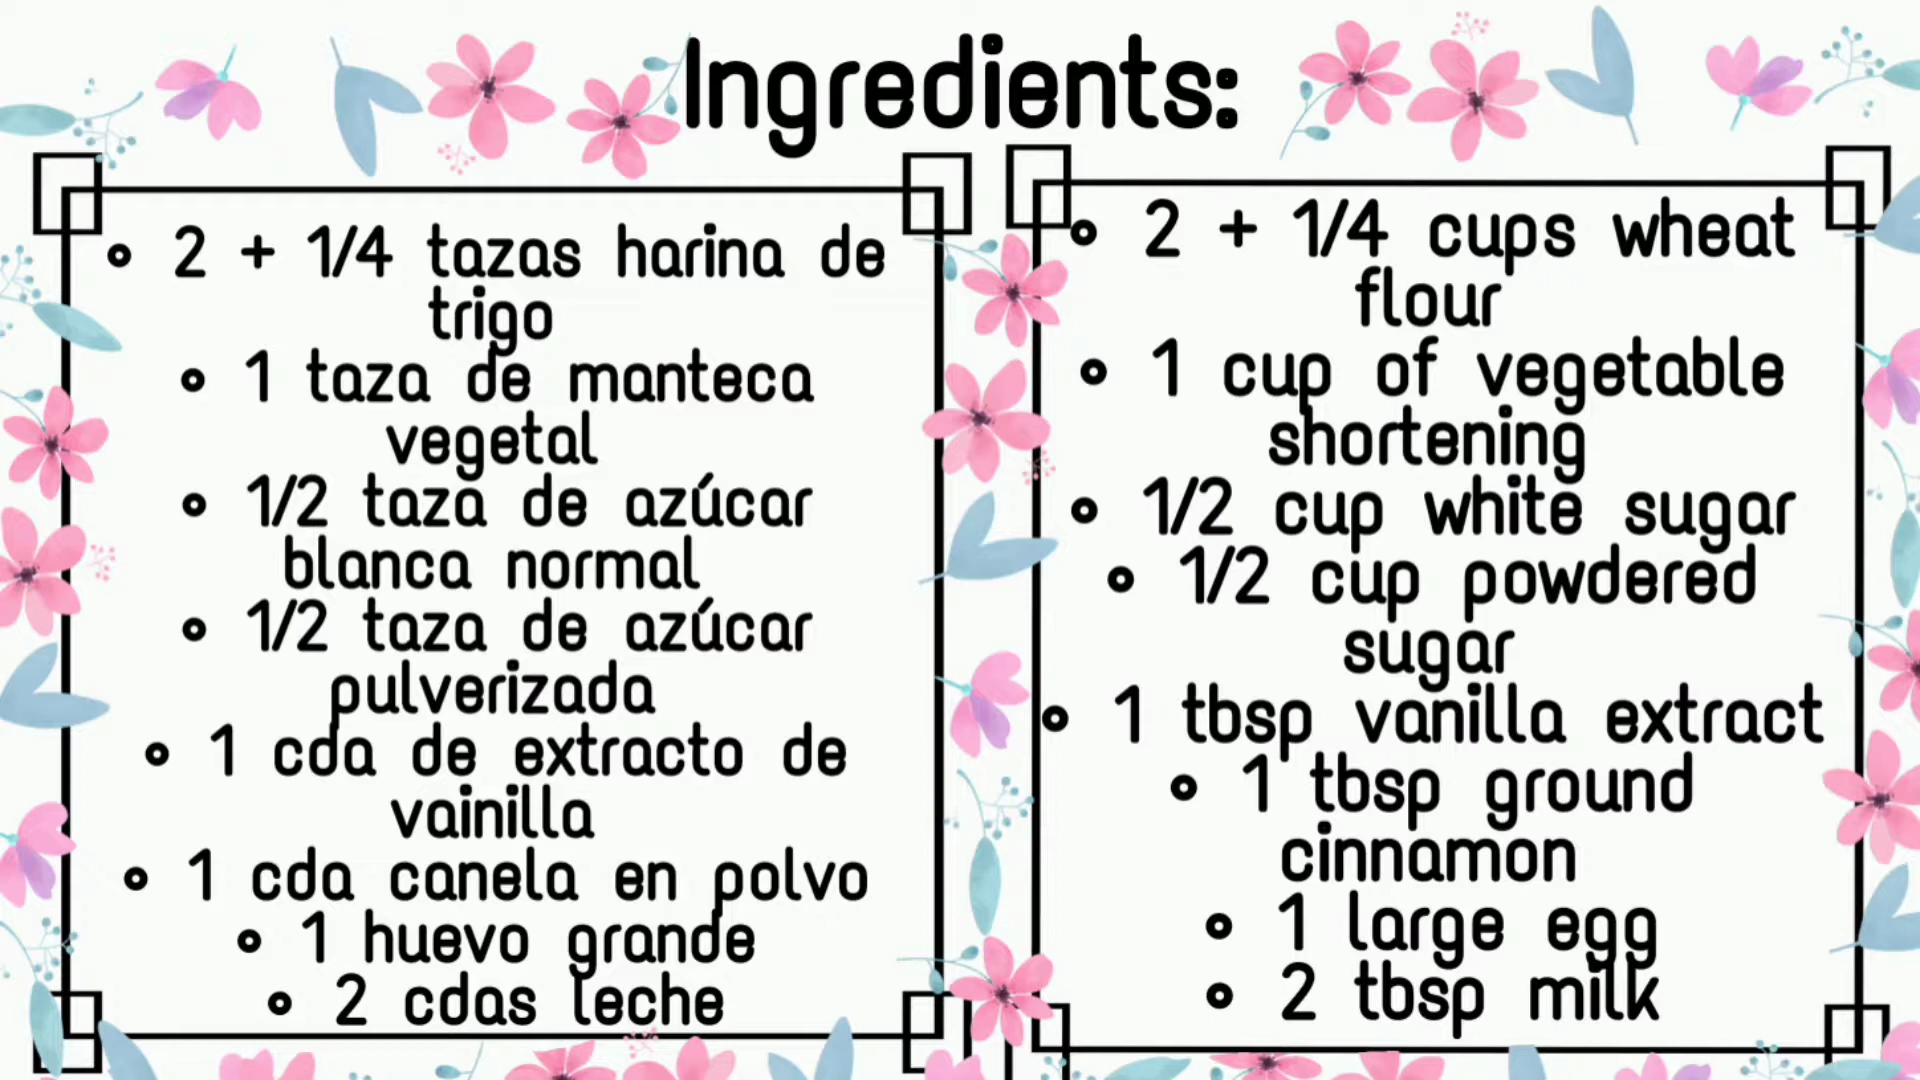 Ingredients:
2 + 1/4 tazas harina de
trigo
1 taza de manteca
vegetal
1/2 taza de azúcar
blanca normal
1/2 taza de azúcar
pulverizada
1 cda de extracto de
vainilla
1 cda canela en polvo
1 huevo grande
2 cdas leche
2 + 1/4 cups wheat
flour
1 cup of vegetable
shortening
1/2 cup white sugar
1/2 cup powdered
sugar
1 tbsp vanilla extract
1 tbsp ground
cinnamon
1 large egg
2 tbsp milk